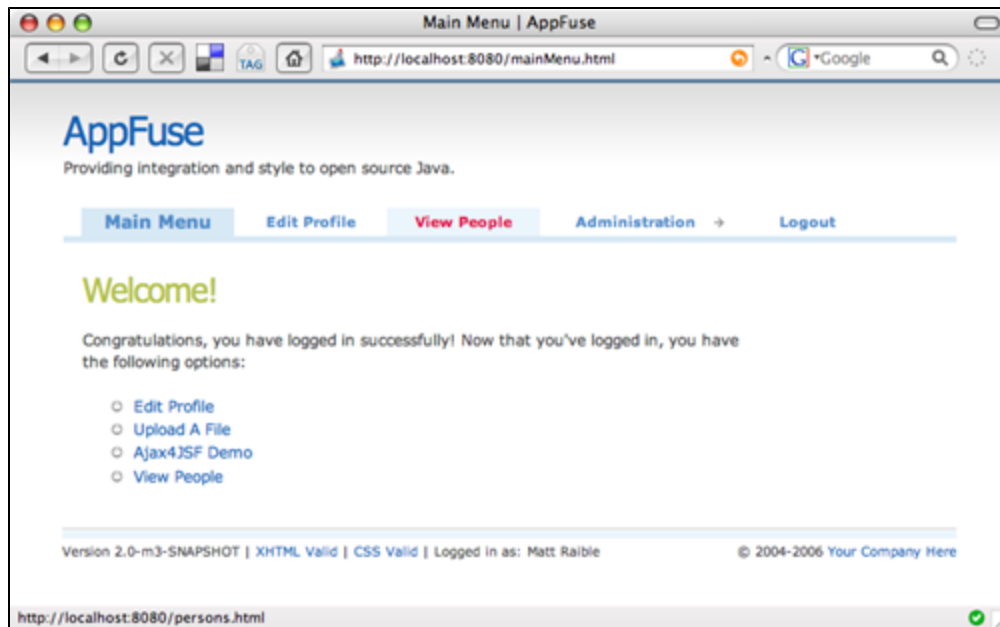 Main Menu | AppFuse
TAG http://localhost:8080/mainMenu.html G Google
AppFuse
Providing integration and style to open source Java.
Main Menu Edit Profile View People Administration → Logout
Welcome!
Congratulations, you have logged in successfully! Now that you've logged in, you have
the following options:
Edit Profile
Upload A File
Ajax4JSF Demo
View People
Version 2.0-m3-SNAPSHOT | XHTML Valid | CSS Valid | Logged in as: Matt Raible © 2004-2006 Your Company Here
http://localhost:8080/persons.html